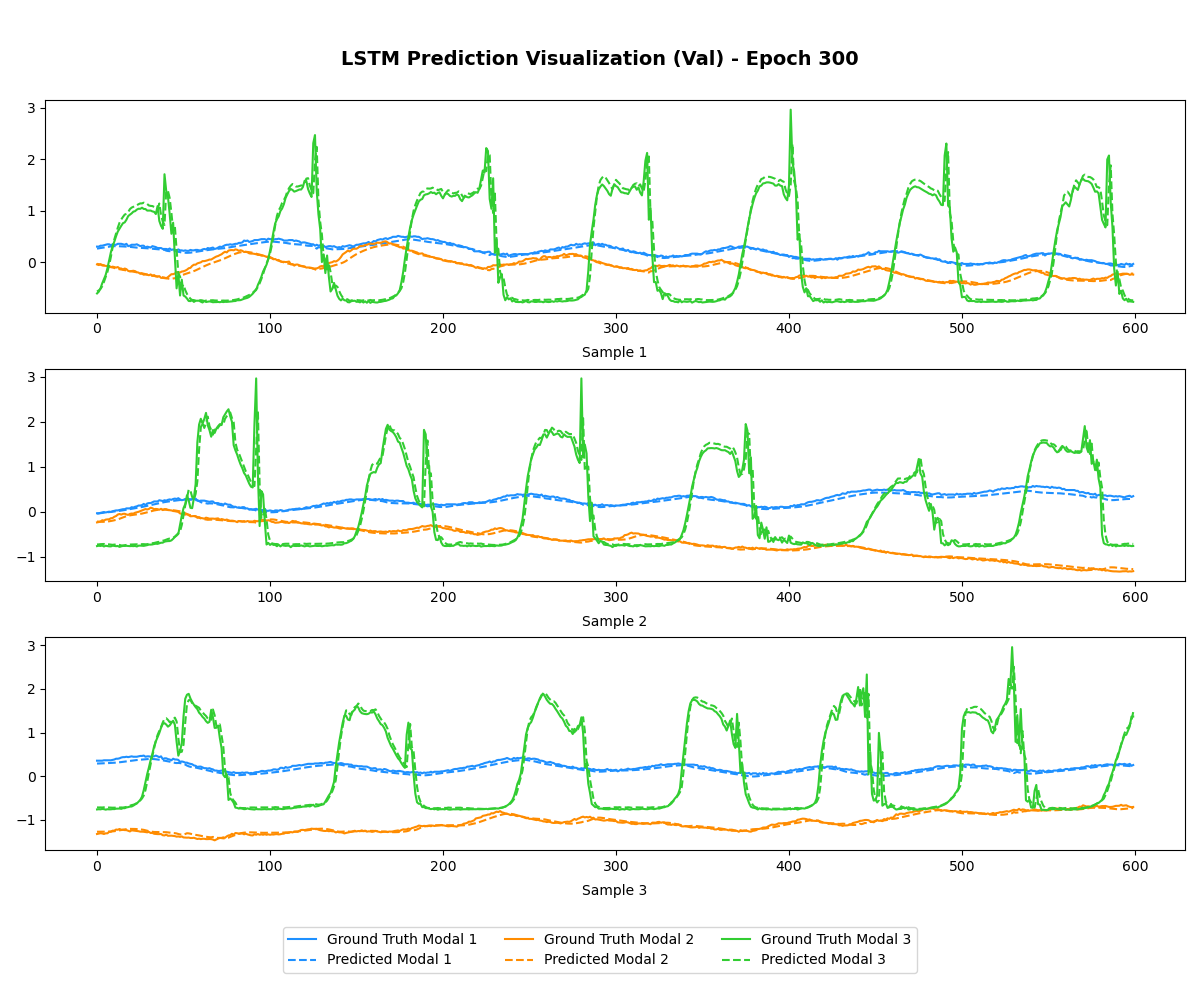 LSTM Prediction Visualization (Val) - Epoch 300
3
2
1
0
0 100 200 300 400 500 600
Sample 1
3
2
1
0
−1
0 100 200 300 400 500 600
Sample 2
3
2
1
0
−1
0 100 200 300 400 500 600
Sample 3
Ground Truth Modal 1 Ground Truth Modal 2 Ground Truth Modal 3
Predicted Modal 1 Predicted Modal 2 Predicted Modal 3